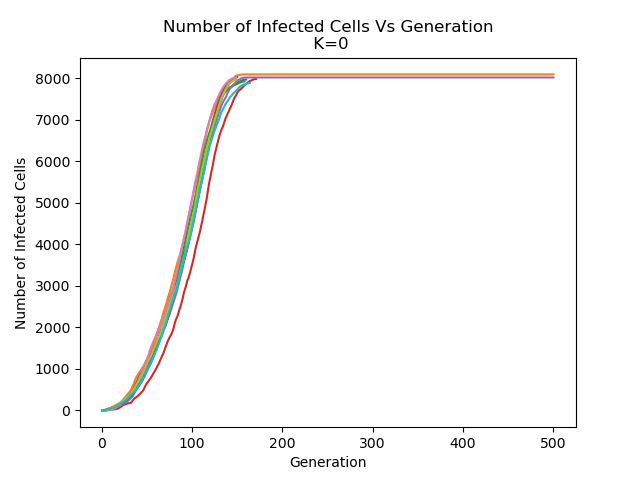 Number of Infected Cells Vs Generation
K=0
Number of Infected Cells
8000
7000
6000
5000
4000
3000
2000
1000
0
0 100 200 300 400 500
Generation